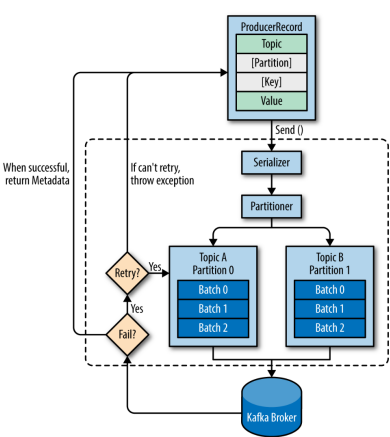 ProducerRecord
Topic
[Partition]
[Key]
Value
Send ()
When successful,
return Metadata
If can't retry,
throw exception
Serializer
Partitioner
Retry?
Yes
Yes
Fail?
Topic A
Partition 0
Batch 0
Batch 1
Batch 2
Topic B
Partition 1
Batch 0
Batch 1
Batch 2
Kafka Broker